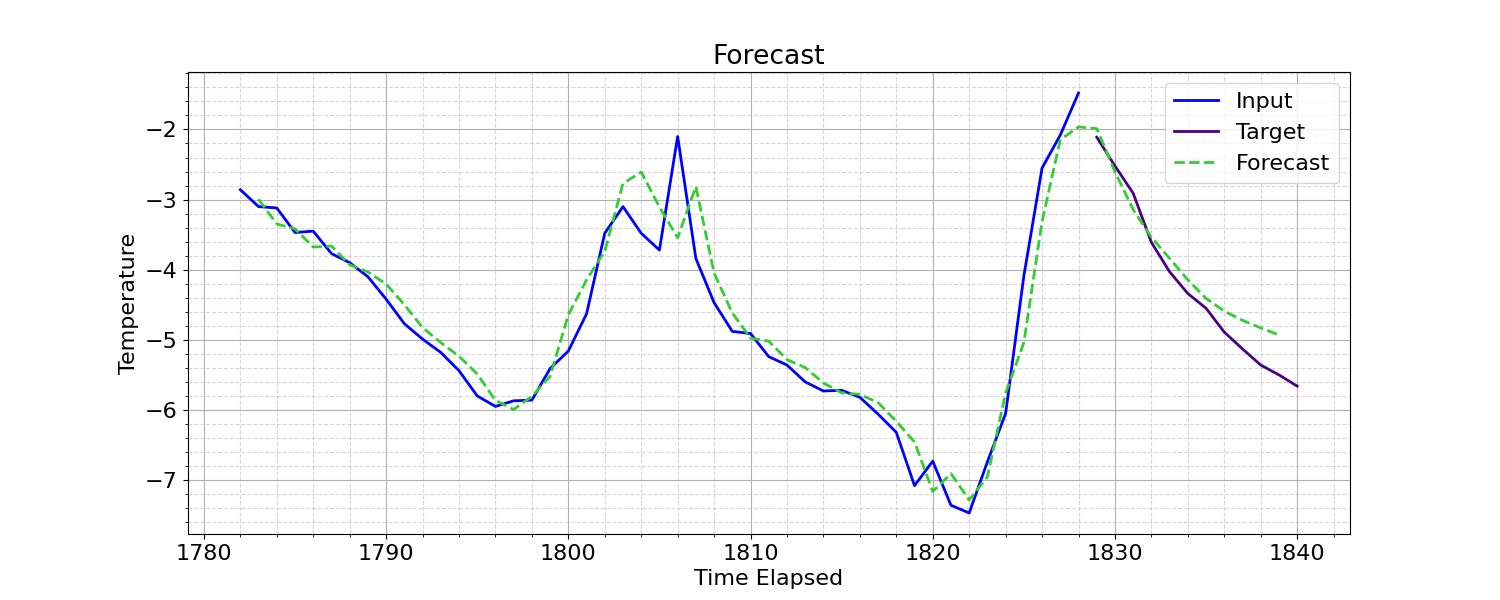 Forecast
Input
Target
Forecast
−2
−3
−4
−5
−6
−7
Temperature
1780 1790 1800 1810 1820 1830 1840
Time Elapsed